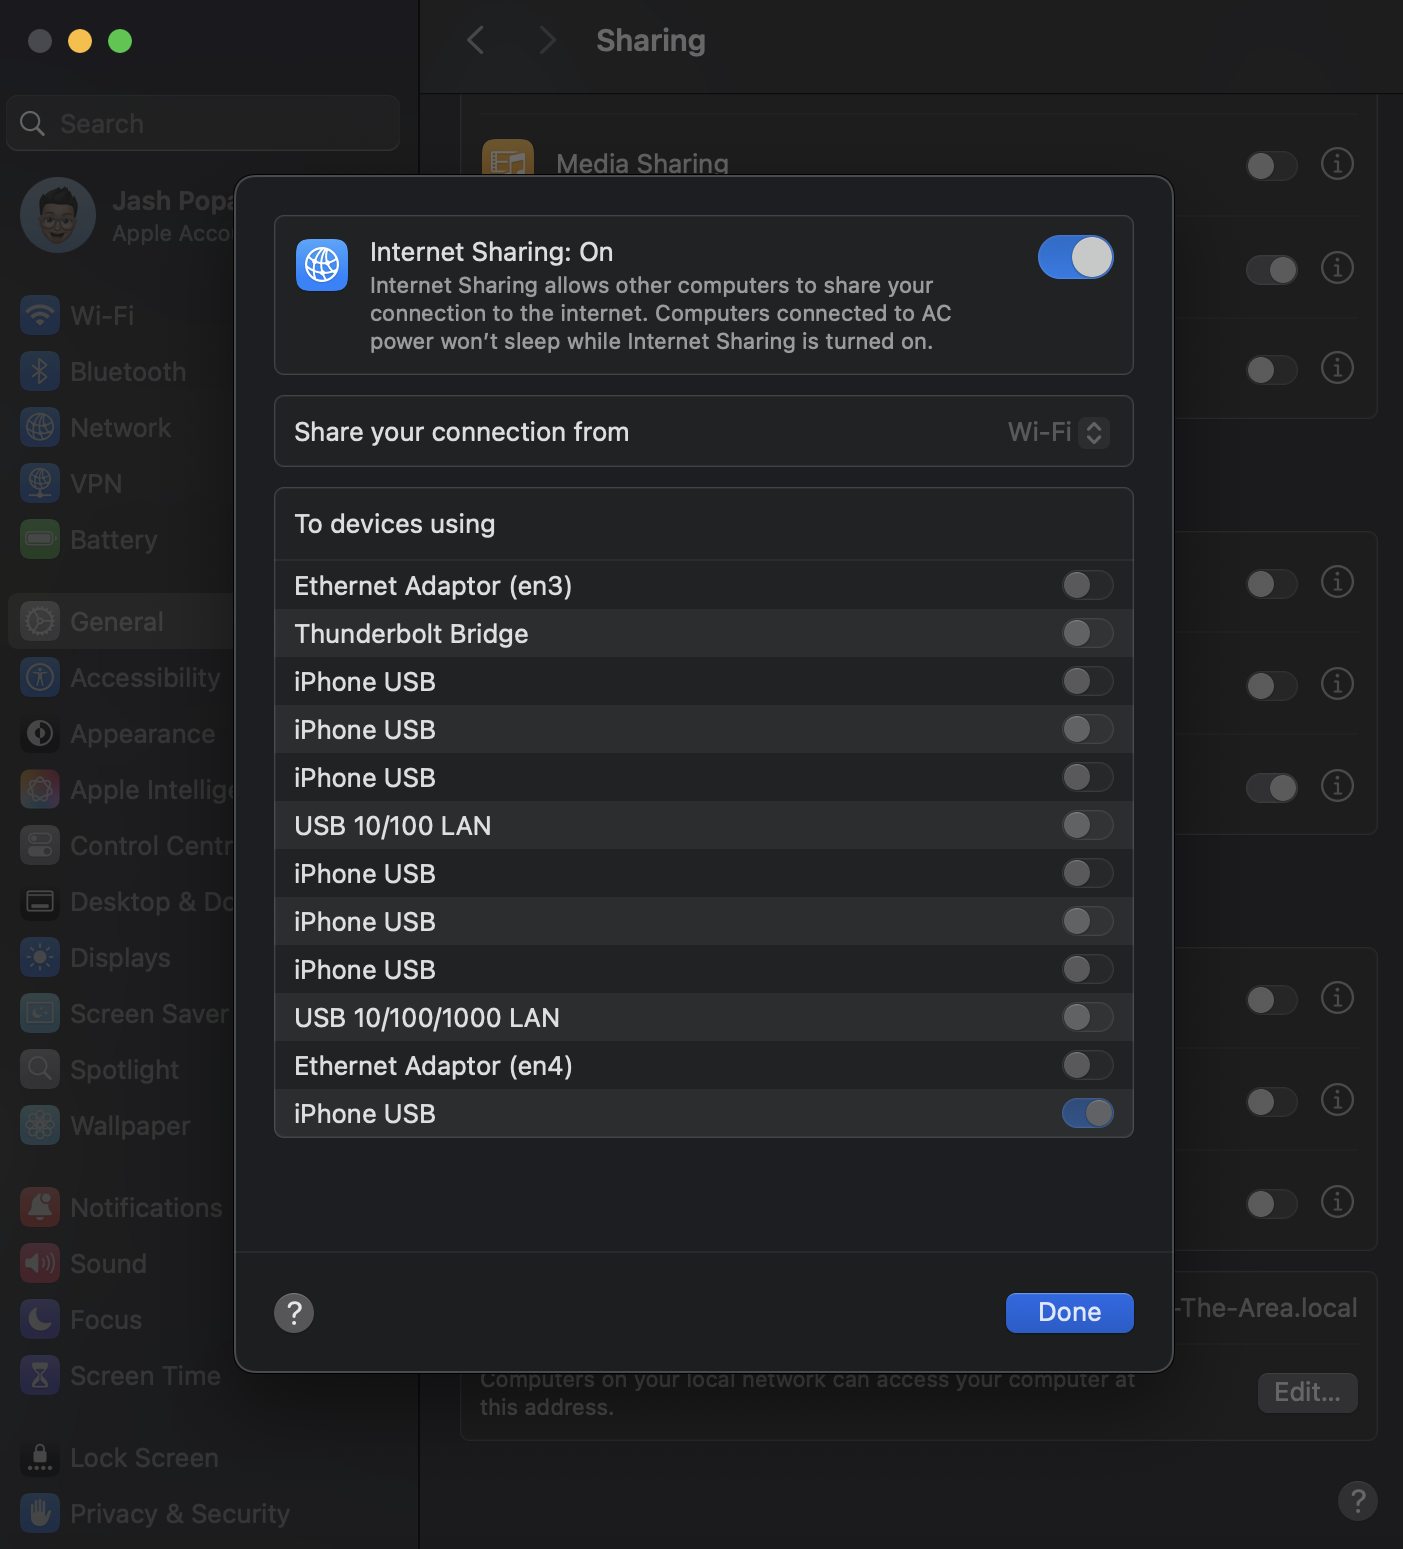 Sharing
Search
Jash Popa
Apple Acco
Wi-Fi
Bluetooth
Network
VPN
Battery
General
Accessibility
Appearance
Apple Intellig
Control Centr
Desktop & Do
Displays
Screen Saver
Spotlight
Wallpaper
Notifications
Sound
Focus
Screen Time
Lock Screen
Privacy & Security
Media Sharing
Internet Sharing: On
Internet Sharing allows other computers to share your
connection to the internet. Computers connected to AC
power won’t sleep while Internet Sharing is turned on.
Share your connection from Wi-Fi
To devices using
Ethernet Adaptor (en3)
Thunderbolt Bridge
iPhone USB
iPhone USB
iPhone USB
USB 10/100 LAN
iPhone USB
iPhone USB
iPhone USB
USB 10/100/1000 LAN
Ethernet Adaptor (en4)
iPhone USB
? Done
-The-Area.local
Computers on your local network can access your computer at
this address.
Edit...
?